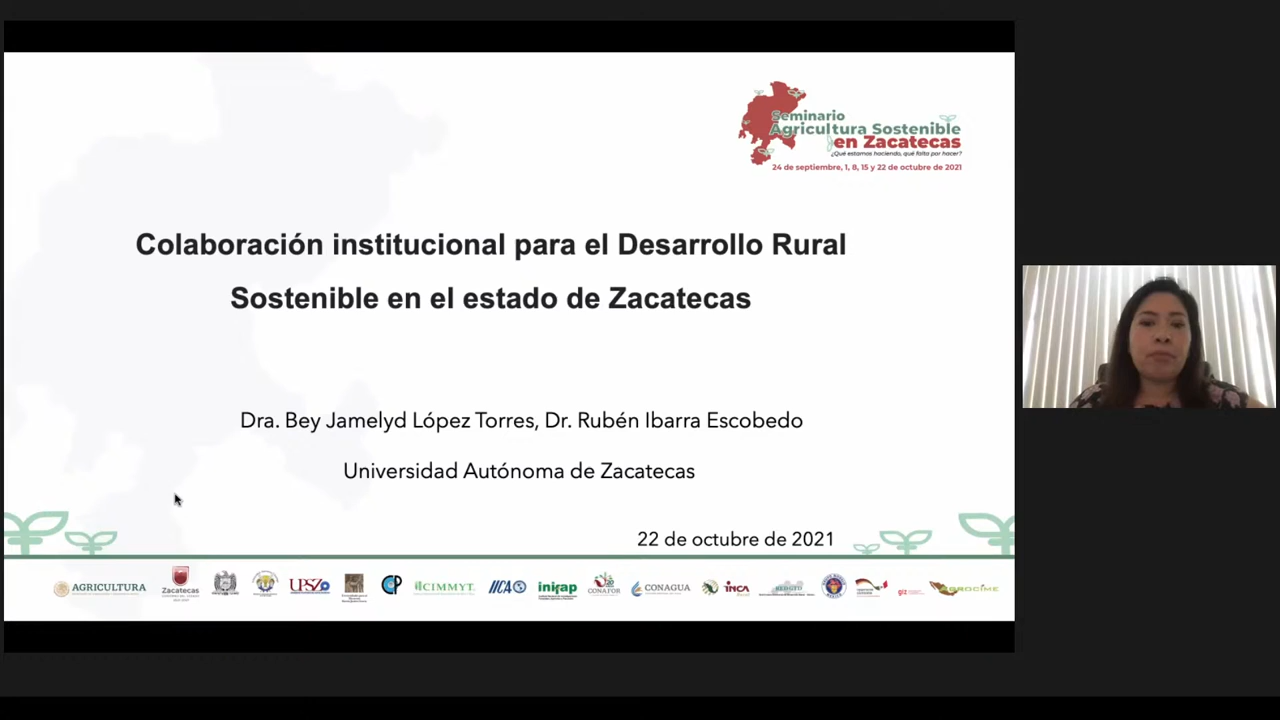 Seminario
Agricultura Sostenible
en Zacatecas
¿Qué estamos haciendo, qué falta por hacer?
24 de septiembre, 1, 8, 15 y 22 de octubre de 2021
Colaboración institucional para el Desarrollo Rural
Sostenible en el estado de Zacatecas
Dra. Bey Jamelyd López Torres, Dr. Rubén Ibarra Escobedo
Universidad Autónoma de Zacatecas
22 de octubre de 2021
AGRICULTURA
Zacatecas
UPSZ
CP
CIMMYT
IICA
inifap
CONAFOR
CONAGUA
INCA
giz